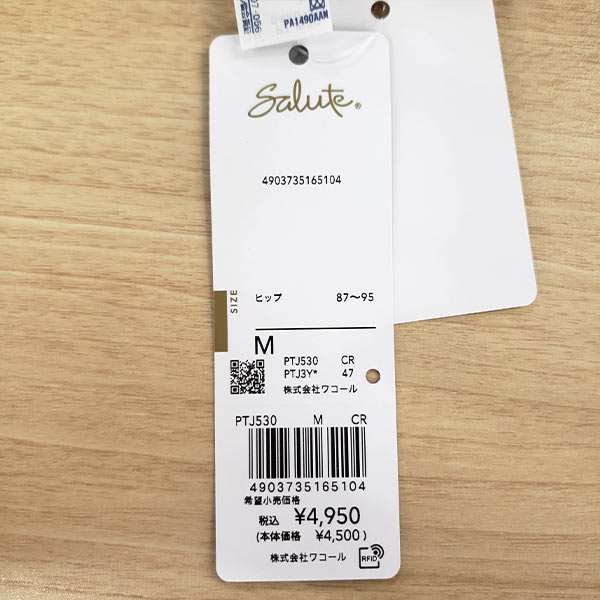 PA1490AAM
Salute®
4903735165104
SIZE
ヒップ 87〜95
M
PTJ530 CR
PTJ3Y* 47
株式会社ワコール
PTJ530 M CR
4903735165104
希望小売価格
税込 ¥4,950
(本体価格 ¥4,500)
株式会社ワコール
RFID